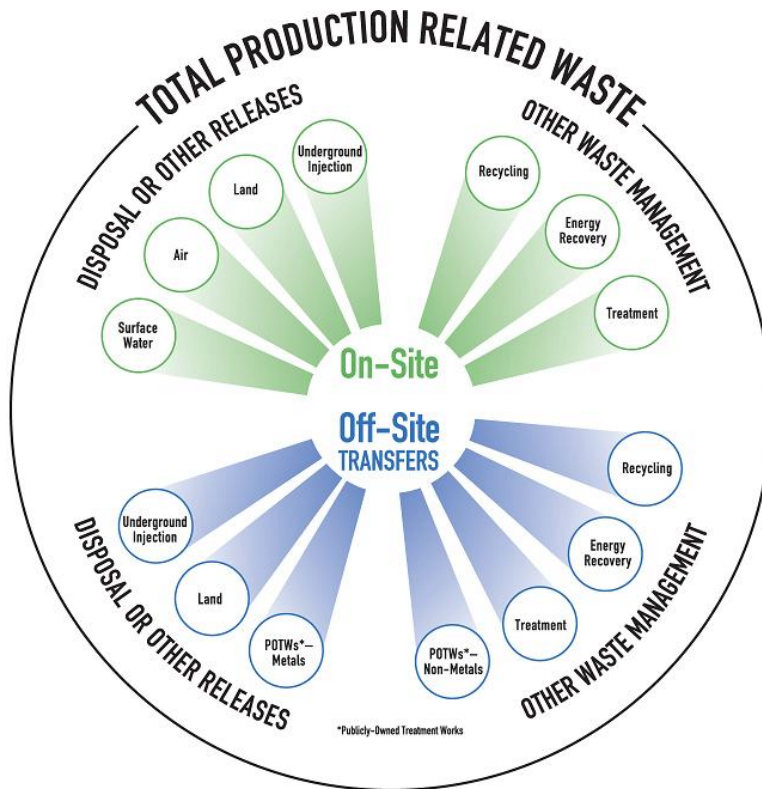 TOTAL PRODUCTION RELATED WASTE
DISPOSAL OR OTHER RELEASES
OTHER WASTE MANAGEMENT
Underground
Injection
Land
Air
Surface
Water
Recycling
Energy
Recovery
Treatment
On-Site
Off-Site
TRANSFERS
Underground
Injection
Land
POTWs*—
Metals
POTWs*—
Non-Metals
Treatment
Energy
Recovery
Recycling
DISPOSAL OR OTHER RELEASES
OTHER WASTE MANAGEMENT
*Publicly-Owned Treatment Works